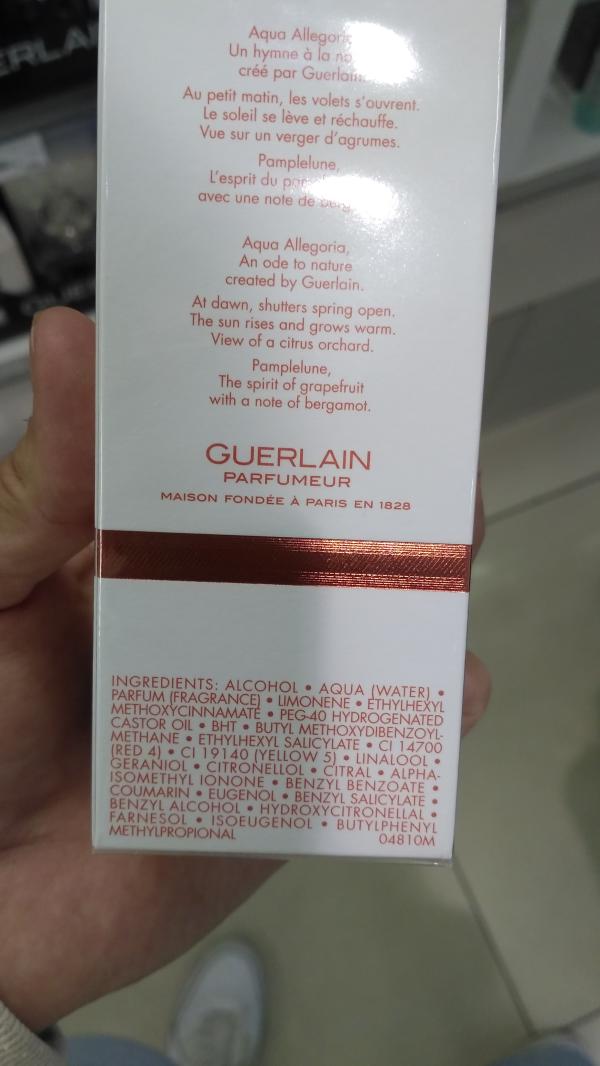 ERLAI
Aqua Allegoria
Un hymne à la
créé par Guerlain.
Au petit matin, les volets s'ouvrent.
Le soleil se lève et réchauffe.
Vue sur un verger d'agrumes.
Pamplelune,
L'esprit du
avec une note de
Aqua Allegoria,
An ode to nature
created by Guerlain.
At dawn, shutters spring open.
The sun rises and grows warm.
View of a citrus orchard.
Pamplelune,
The spirit of grapefruit
with a note of bergamot.
GUERLAIN
PARFUMEUR
MAISON FONDÉE À PARIS EN 1828
INGREDIENTS: ALCOHOL • AQUA (WATER) •
PARFUM (FRAGRANCE) • LIMONENE • ETHYLHEXYL
METHOXYCINNAMATE • PEG-40 HYDROGENATED
CASTOR OIL • BHT • BUTYL METHOXYDIBENZOYL-
METHANE • ETHYLHEXYL SALICYLATE • CI 14700
(RED 4) • CI 19140 (YELLOW 5) • LINALOOL •
GERANIOL • CITRONELLOL • CITRAL • ALPHA-
ISOMETHYL IONONE • BENZYL BENZOATE •
COUMARIN • EUGENOL • BENZYL SALICYLATE •
BENZYL ALCOHOL • HYDROXYCITRONELLAL •
FARNESOL • ISOEUGENOL • BUTYLPHENYL
METHYLPROPIONAL 04810M